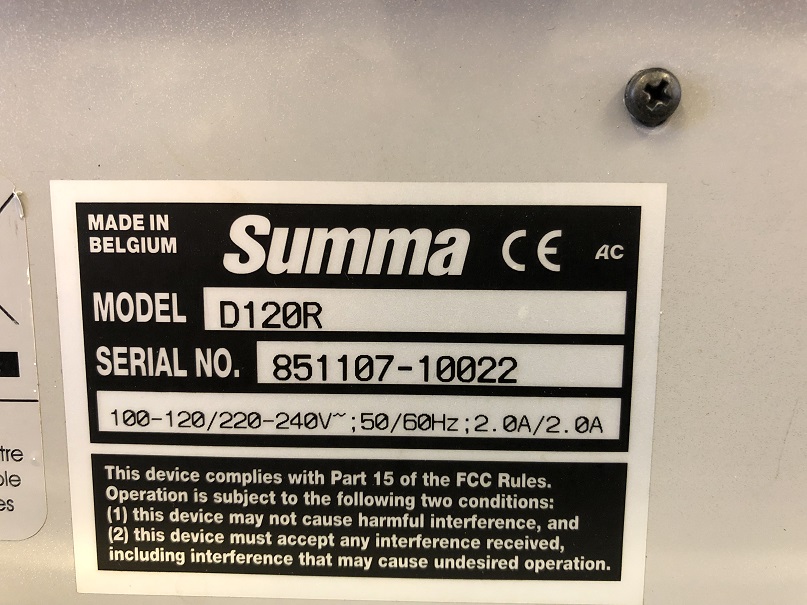 MADE IN
BELGIUM
Summa CE AC
MODEL D120R
SERIAL NO. 851107-10022
100-120/220-240V~;50/60Hz;2.0A/2.0A
This device complies with Part 15 of the FCC Rules.
Operation is subject to the following two conditions:
(1) this device may not cause harmful interference, and
(2) this device must accept any interference received,
including interference that may cause undesired operation.